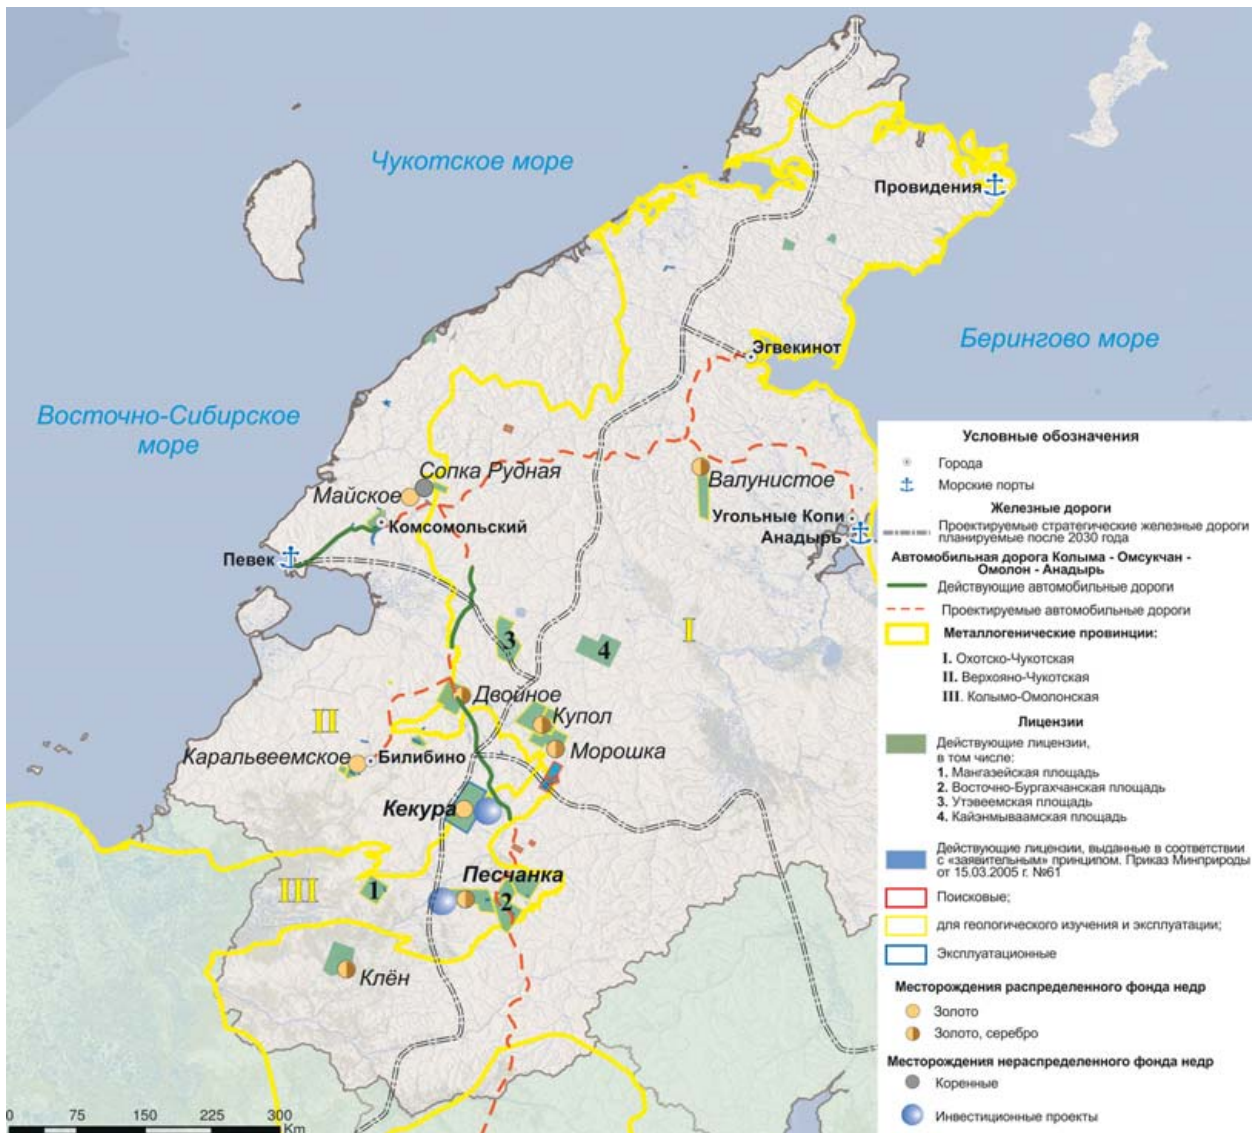 Чукотское море
Провидения
Эгвекинот
Берингово море
Восточно-Сибирское
море
Сопка Рудная
Майское
Комсомольский
Валунистое
Угольные Копи
Анадырь
Певек
3
4
I
Двойное
Купол
II
Каральвеемское
Билибино
Морошка
Кекура
Песчанка
III
1
2
Клён
0 75 150 225 300
Km
Условные обозначения
Города
Морские порты
Железные дороги
Проектируемые стратегические железные дороги
планируемые после 2030 года
Автомобильная дорога Колыма - Омсукчан -
Омолон - Анадырь
Действующие автомобильные дороги
Проектируемые автомобильные дороги
Металлогенические провинции:
I. Охотско-Чукотская
II. Верхояно-Чукотская
III. Колымо-Омолонская
Лицензии
Действующие лицензии,
в том числе:
1. Мангазейская площадь
2. Восточно-Бургахчанская площадь
3. Утэвеемская площадь
4. Кайэнмываамская площадь
Действующие лицензии, выданные в соответствии
с «заявительным» принципом. Приказ Минприроды
от 15.03.2005 г. №61
Поисковые;
для геологического изучения и эксплуатации;
Эксплуатационные
Месторождения распределенного фонда недр
Золото
Золото, серебро
Месторождения нераспределенного фонда недр
Коренные
Инвестиционные проекты